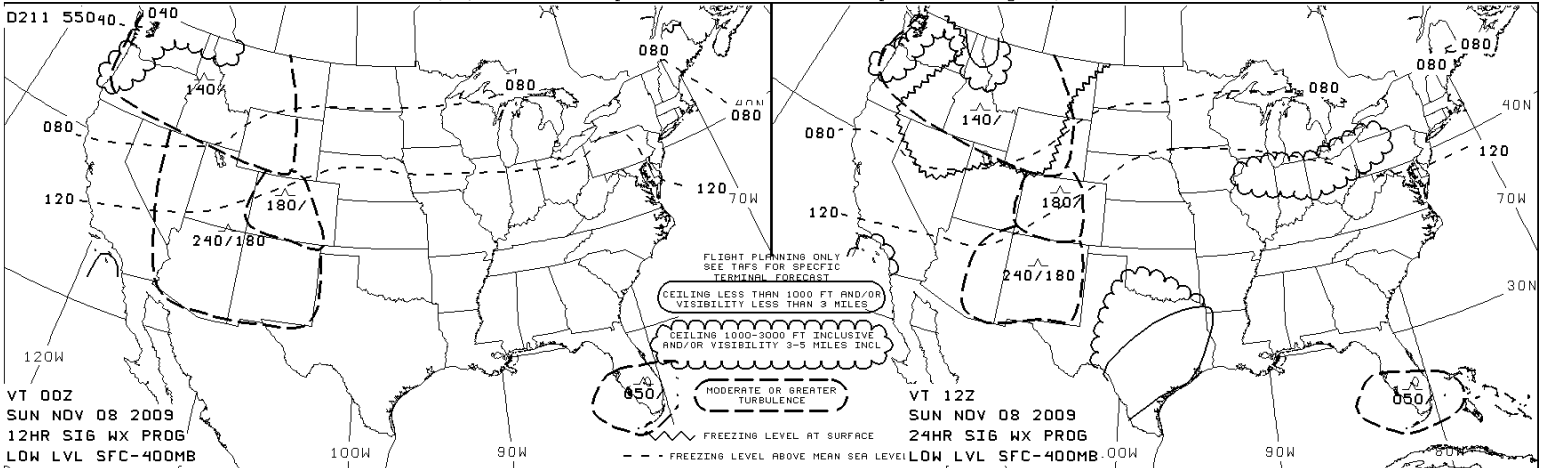 D211 55040
040
080
140/
080
40N
080
080
120
180/
120
70W
240/180
120W
050/
VT 00Z
SUN NOV 08 2009
12HR SIG WX PROG
LOW LVL SFC-400MB
100W
90W
FLIGHT PLANNING ONLY
SEE TAFS FOR SPECFIC
TERMINAL FORECAST
CEILING LESS THAN 1000 FT AND/OR
VISIBILITY LESS THAN 3 MILES
CEILING 1000-3000 FT INCLUSIVE
AND/OR VISIBILITY 3-5 MILES INCL
MODERATE OR GREATER
TURBULENCE
FREEZING LEVEL AT SURFACE
FREEZING LEVEL ABOVE MEAN SEA LEVEL
080
080
080
40N
140/
080
120
180/
120
70W
240/180
30N
050/
VT 12Z
SUN NOV 08 2009
24HR SIG WX PROG
LOW LVL SFC-400MB
100W
90W
80W